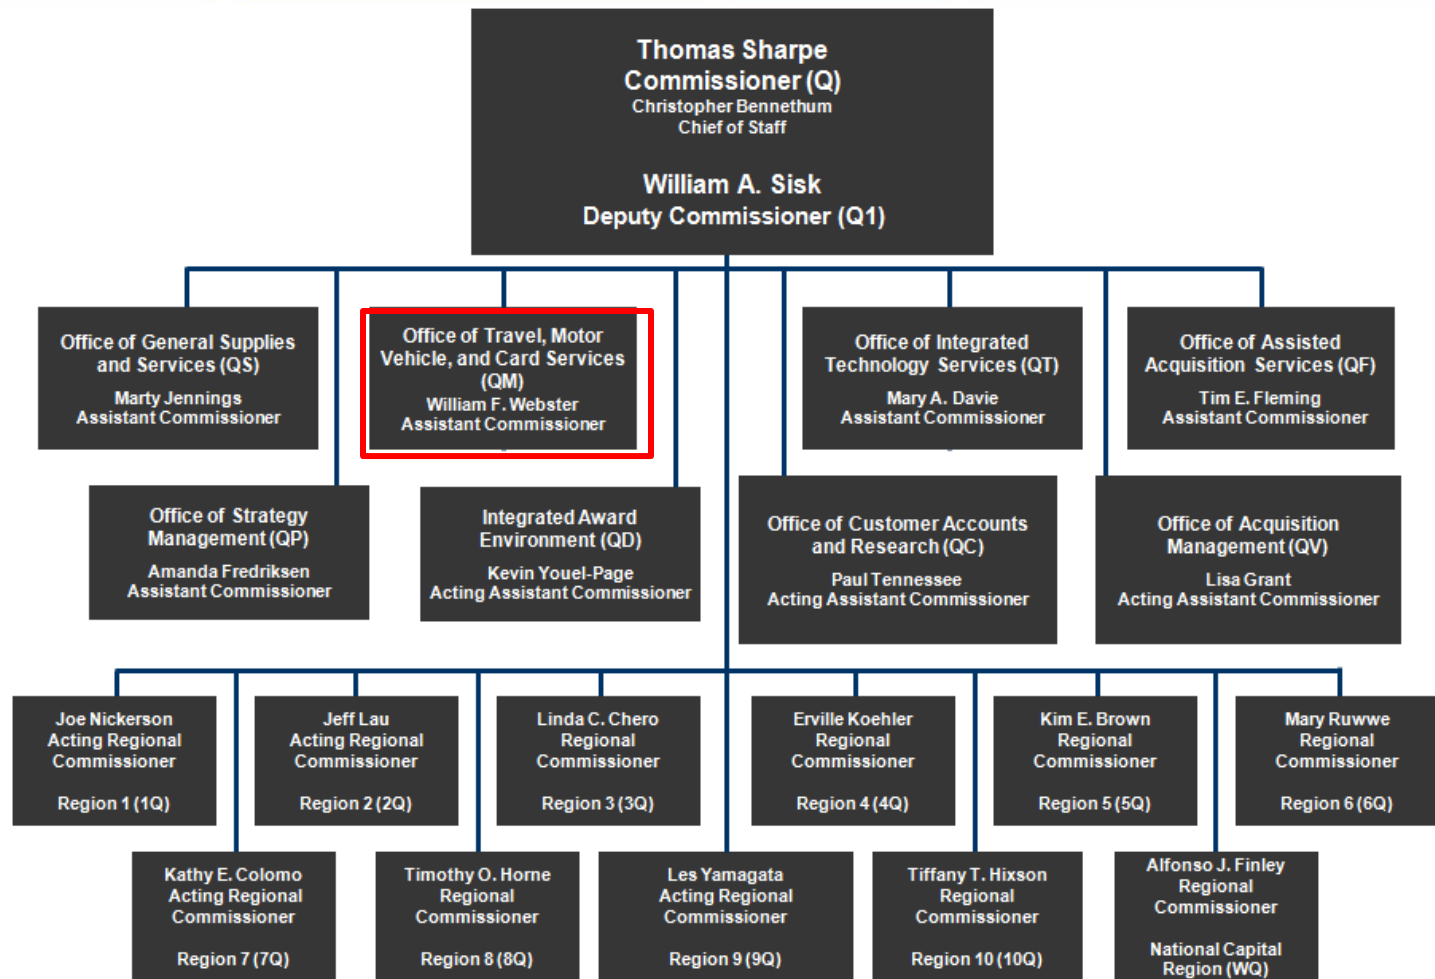 Thomas Sharpe
Commissioner (Q)
Christopher Bennethum
Chief of Staff
William A. Sisk
Deputy Commissioner (Q1)
Office of General Supplies
and Services (QS)
Marty Jennings
Assistant Commissioner
Office of Travel, Motor
Vehicle, and Card Services
(QM)
William F. Webster
Assistant Commissioner
Office of Integrated
Technology Services (QT)
Mary A. Davie
Assistant Commissioner
Office of Assisted
Acquisition Services (QF)
Tim E. Fleming
Assistant Commissioner
Office of Strategy
Management (QP)
Amanda Fredriksen
Assistant Commissioner
Integrated Award
Environment (QD)
Kevin Youel-Page
Acting Assistant Commissioner
Office of Customer Accounts
and Research (QC)
Paul Tennessee
Acting Assistant Commissioner
Office of Acquisition
Management (QV)
Lisa Grant
Acting Assistant Commissioner
Joe Nickerson
Acting Regional
Commissioner
Region 1 (1Q)
Jeff Lau
Acting Regional
Commissioner
Region 2 (2Q)
Linda C. Chero
Regional
Commissioner
Region 3 (3Q)
Erville Koehler
Regional
Commissioner
Region 4 (4Q)
Kim E. Brown
Regional
Commissioner
Region 5 (5Q)
Mary Ruwwe
Regional
Commissioner
Region 6 (6Q)
Kathy E. Colomo
Acting Regional
Commissioner
Region 7 (7Q)
Timothy O. Horne
Regional
Commissioner
Region 8 (8Q)
Les Yamagata
Acting Regional
Commissioner
Region 9 (9Q)
Tiffany T. Hixson
Regional
Commissioner
Region 10 (10Q)
Alfonso J. Finley
Regional
Commissioner
National Capital
Region (WQ)